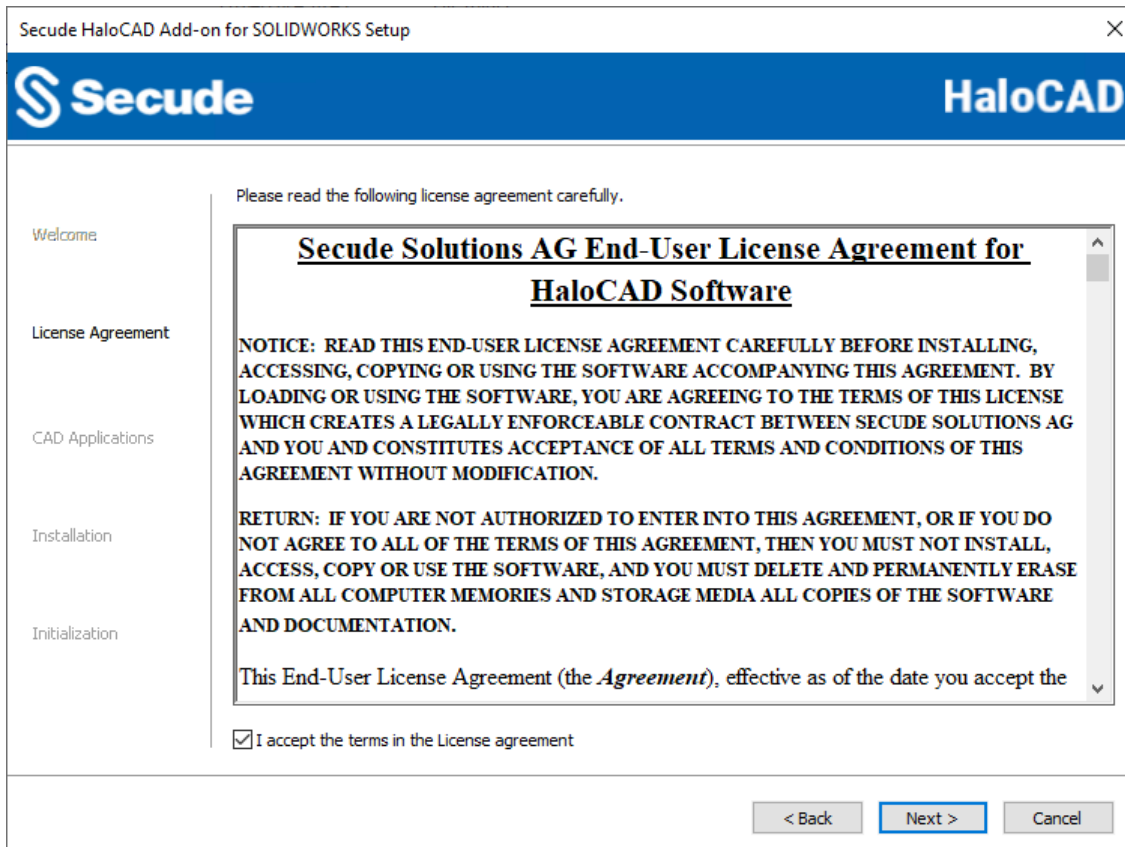 Secude HaloCAD Add-on for SOLIDWORKS Setup
Secude
HaloCAD
Welcome
License Agreement
CAD Applications
Installation
Initialization
Please read the following license agreement carefully.
Secude Solutions AG End-User License Agreement for
HaloCAD Software
NOTICE: READ THIS END-USER LICENSE AGREEMENT CAREFULLY BEFORE INSTALLING,
ACCESSING, COPYING OR USING THE SOFTWARE ACCOMPANYING THIS AGREEMENT. BY
LOADING OR USING THE SOFTWARE, YOU ARE AGREEING TO THE TERMS OF THIS LICENSE
WHICH CREATES A LEGALLY ENFORCEABLE CONTRACT BETWEEN SECUDE SOLUTIONS AG
AND YOU AND CONSTITUTES ACCEPTANCE OF ALL TERMS AND CONDITIONS OF THIS
AGREEMENT WITHOUT MODIFICATION.
RETURN: IF YOU ARE NOT AUTHORIZED TO ENTER INTO THIS AGREEMENT, OR IF YOU DO
NOT AGREE TO ALL OF THE TERMS OF THIS AGREEMENT, THEN YOU MUST NOT INSTALL,
ACCESS, COPY OR USE THE SOFTWARE, AND YOU MUST DELETE AND PERMANENTLY ERASE
FROM ALL COMPUTER MEMORIES AND STORAGE MEDIA ALL COPIES OF THE SOFTWARE
AND DOCUMENTATION.
This End-User License Agreement (the Agreement), effective as of the date you accept the
I accept the terms in the License agreement
< Back
Next >
Cancel